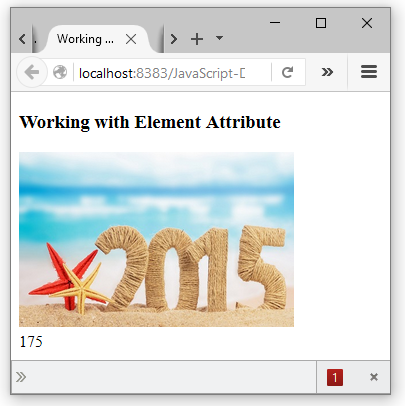 Working ...
localhost:8383/JavaScript-D
Working with Element Attribute
2015
175
1